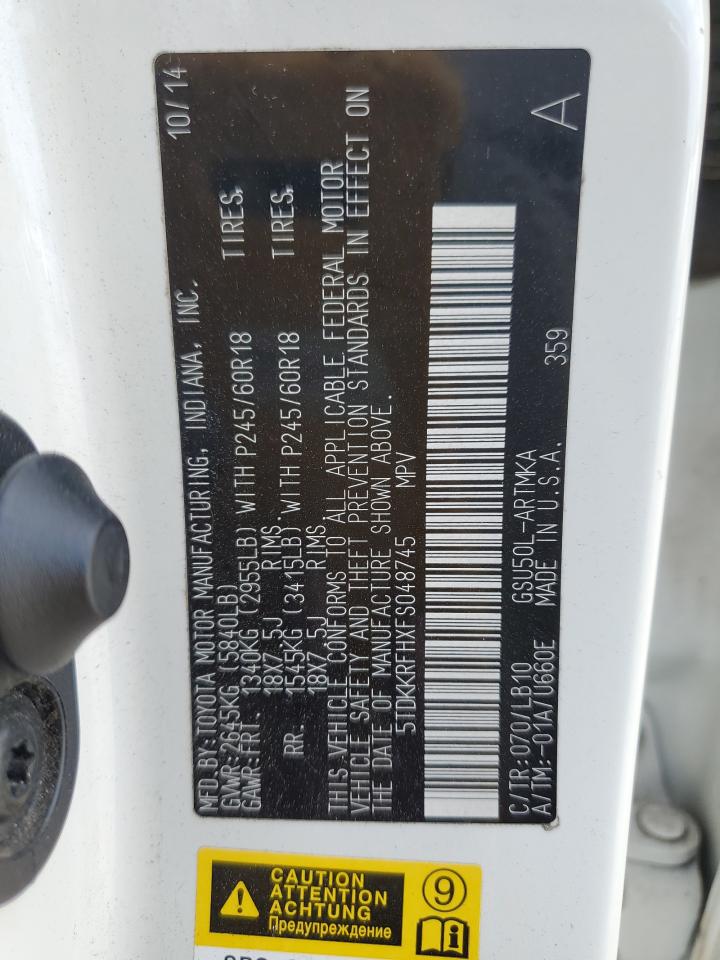 MFD.BY:TOYOTA MOTOR MANUFACTURING, INDIANA, INC. 10/14
GVWR:2645KG (5840LB)
GAWR:FRT. 1340KG (2955LB) WITH P245/60R18 TIRES,
18X7.5J RIMS.
RR. 1545KG (3415LB) WITH P245/60R18 TIRES,
18X7.5J RIMS.
THIS VEHICLE CONFORMS TO ALL APPLICABLE FEDERAL MOTOR
VEHICLE SAFETY AND THEFT PREVENTION STANDARDS IN EFFECT ON
THE DATE OF MANUFACTURE SHOWN ABOVE.
5TDKKRFHXFS048745 MPV
C/TR:070/LB10 GSU50L-ARTMKA 359 A
A/TM:-01A/U660E MADE IN U.S.A.
CAUTION
ATTENTION
ACHTUNG
Предупреждение
9